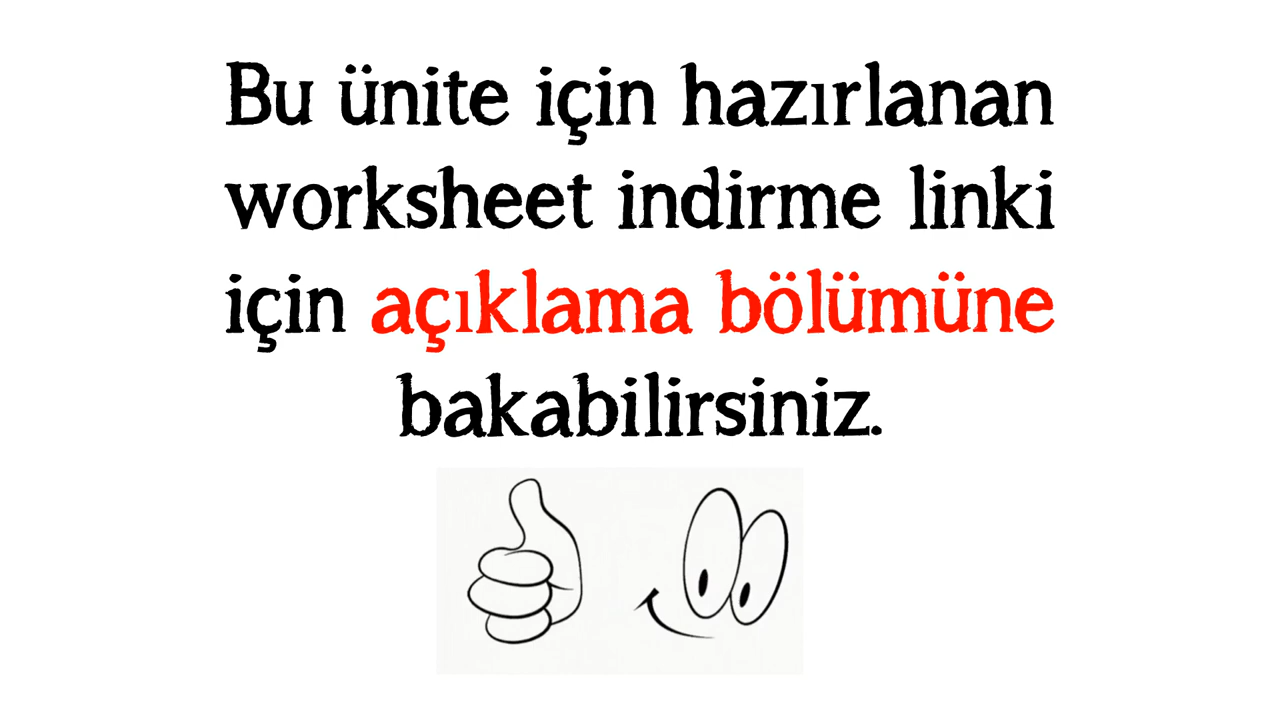 Bu ünite için hazırlanan
worksheet indirme linki
için açıklama bölümüne
bakabilirsiniz.